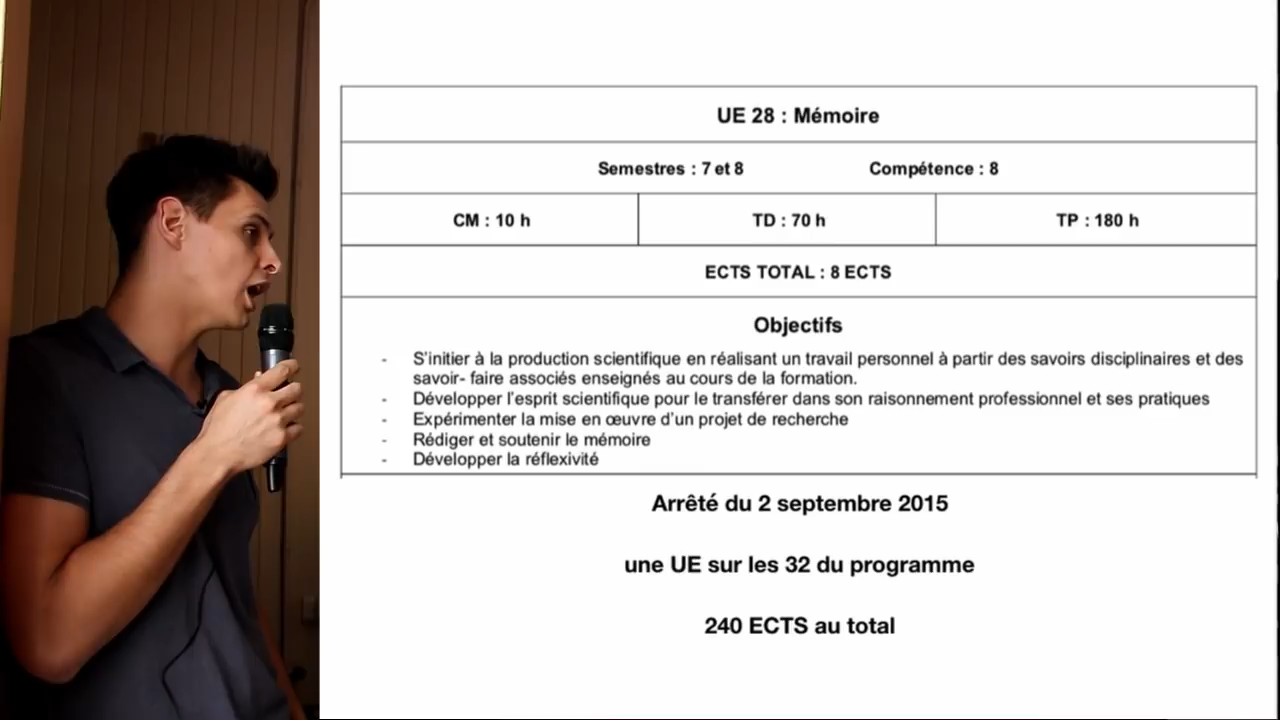 UE 28 : Mémoire
Semestres : 7 et 8 Compétence : 8
CM : 10 h TD : 70 h TP : 180 h
ECTS TOTAL : 8 ECTS
Objectifs
- S’initier à la production scientifique en réalisant un travail personnel à partir des savoirs disciplinaires et des
savoir- faire associés enseignés au cours de la formation.
- Développer l’esprit scientifique pour le transférer dans son raisonnement professionnel et ses pratiques
- Expérimenter la mise en œuvre d’un projet de recherche
- Rédiger et soutenir le mémoire
- Développer la réflexivité
Arrêté du 2 septembre 2015
une UE sur les 32 du programme
240 ECTS au total